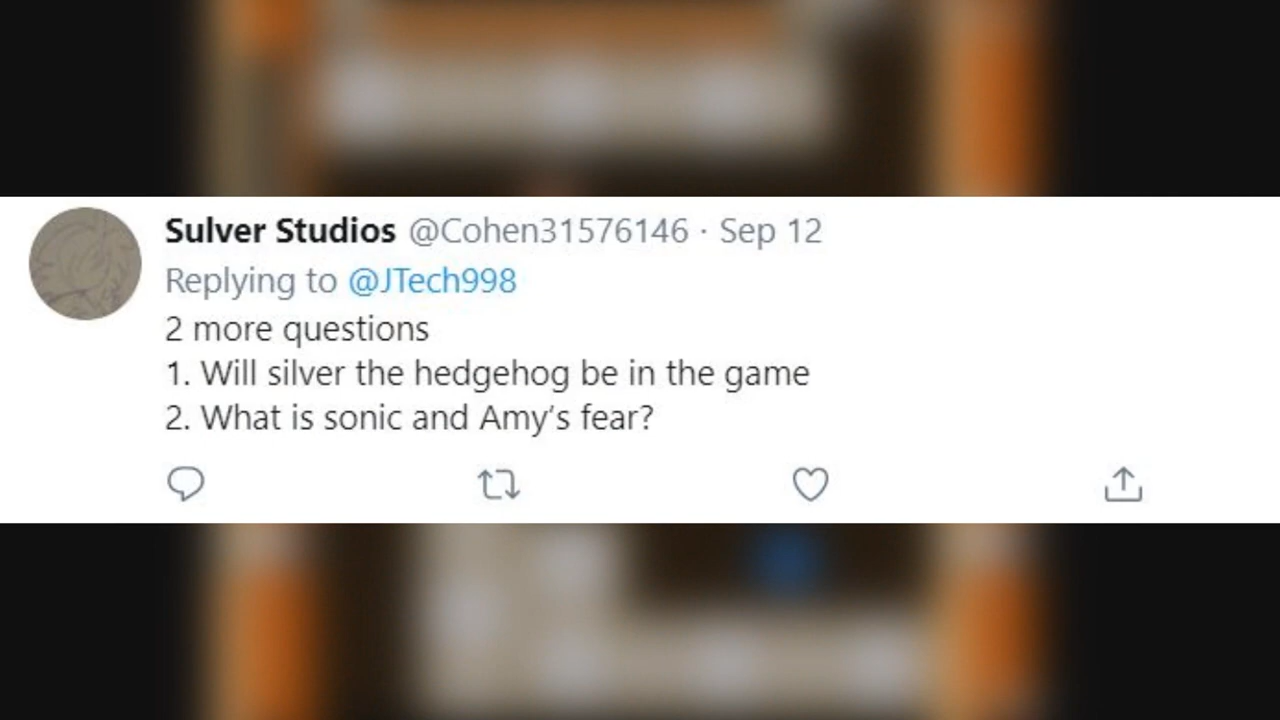 Sulver Studios @Cohen31576146 · Sep 12
Replying to @JTech998
2 more questions
1. Will silver the hedgehog be in the game
2. What is sonic and Amy’s fear?